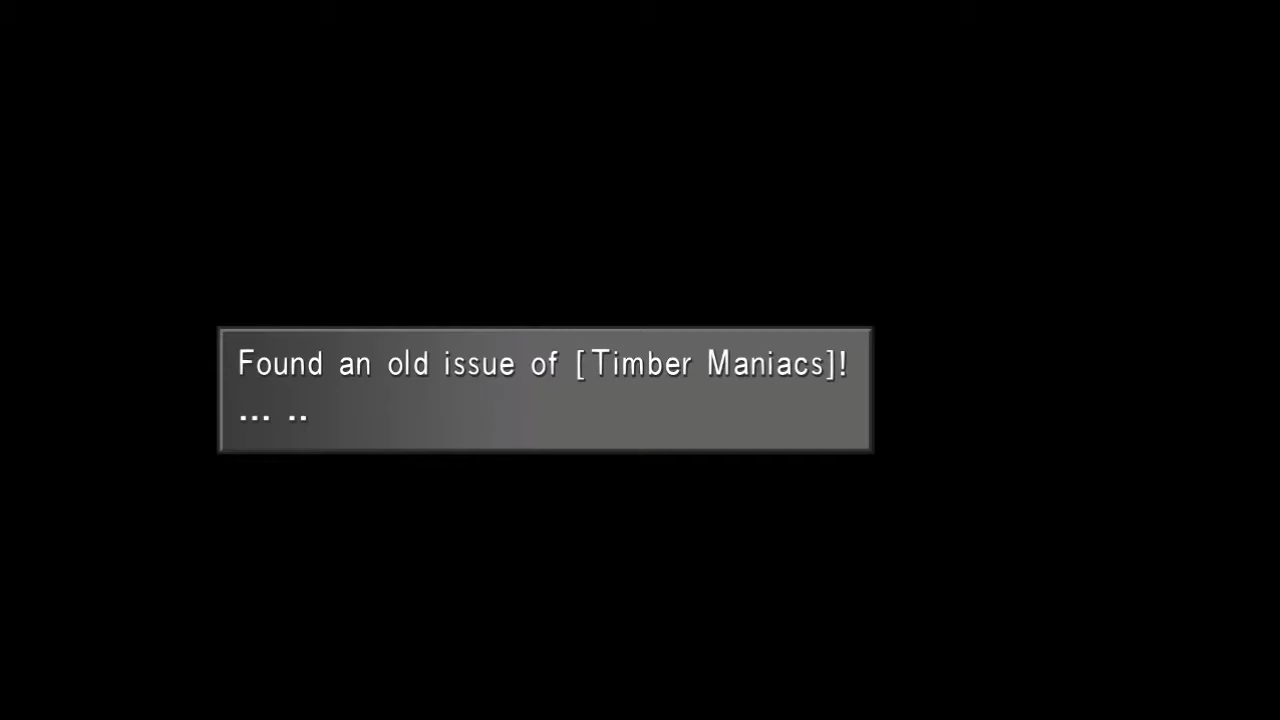 Found an old issue of [Timber Maniacs]!
... ..